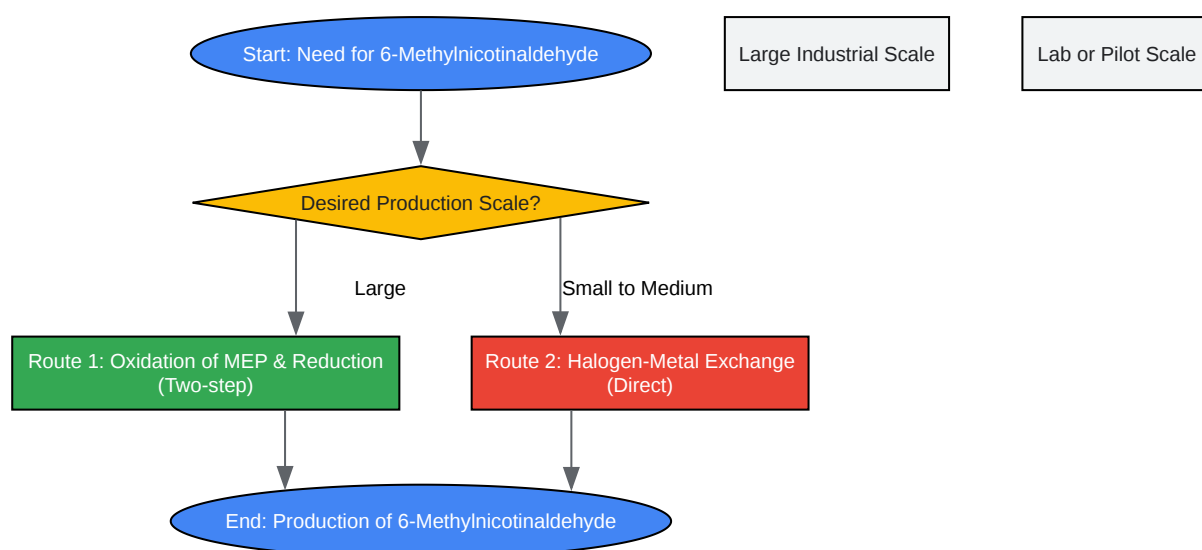 Start: Need for 6-Methylnicotinaldehyde
Large Industrial Scale
Lab or Pilot Scale
Desired Production Scale?
Large
Small to Medium
Route 1: Oxidation of MEP & Reduction
(Two-step)
Route 2: Halogen-Metal Exchange
(Direct)
End: Production of 6-Methylnicotinaldehyde